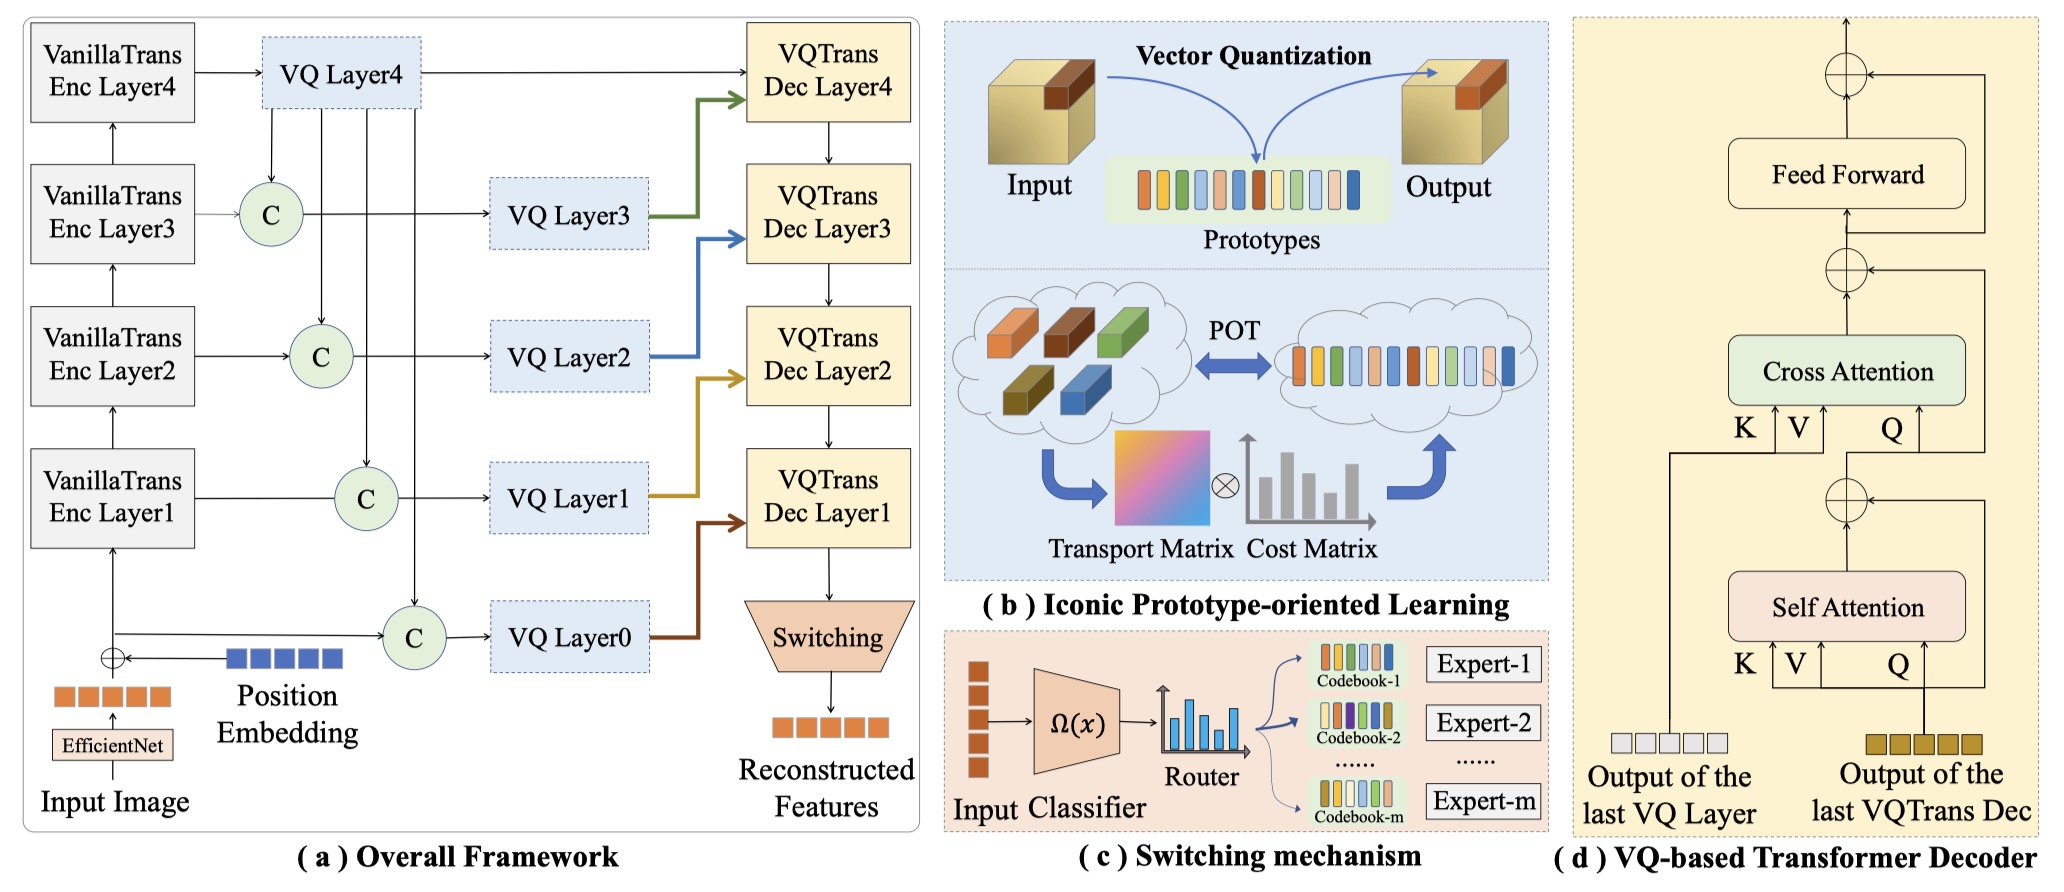 VanillaTrans
Enc Layer4
VQ Layer4
VQTrans
Dec Layer4
VanillaTrans
Enc Layer3
C
VQ Layer3
VQTrans
Dec Layer3
VanillaTrans
Enc Layer2
C
VQ Layer2
VQTrans
Dec Layer2
VanillaTrans
Enc Layer1
C
VQ Layer1
VQTrans
Dec Layer1
C
VQ Layer0
Switching
Position
Embedding
EfficientNet
Input Image
Reconstructed
Features
( a ) Overall Framework
Vector Quantization
Input
Output
Prototypes
POT
Transport Matrix
Cost Matrix
( b ) Iconic Prototype-oriented Learning
Input
Ω(x)
Classifier
Router
Codebook-1
Expert-1
Codebook-2
Expert-2
......
......
Codebook-m
Expert-m
( c ) Switching mechanism
Feed Forward
Cross Attention
K
V
Q
Self Attention
K
V
Q
Output of the
last VQ Layer
Output of the
last VQTrans Dec
( d ) VQ-based Transformer Decoder